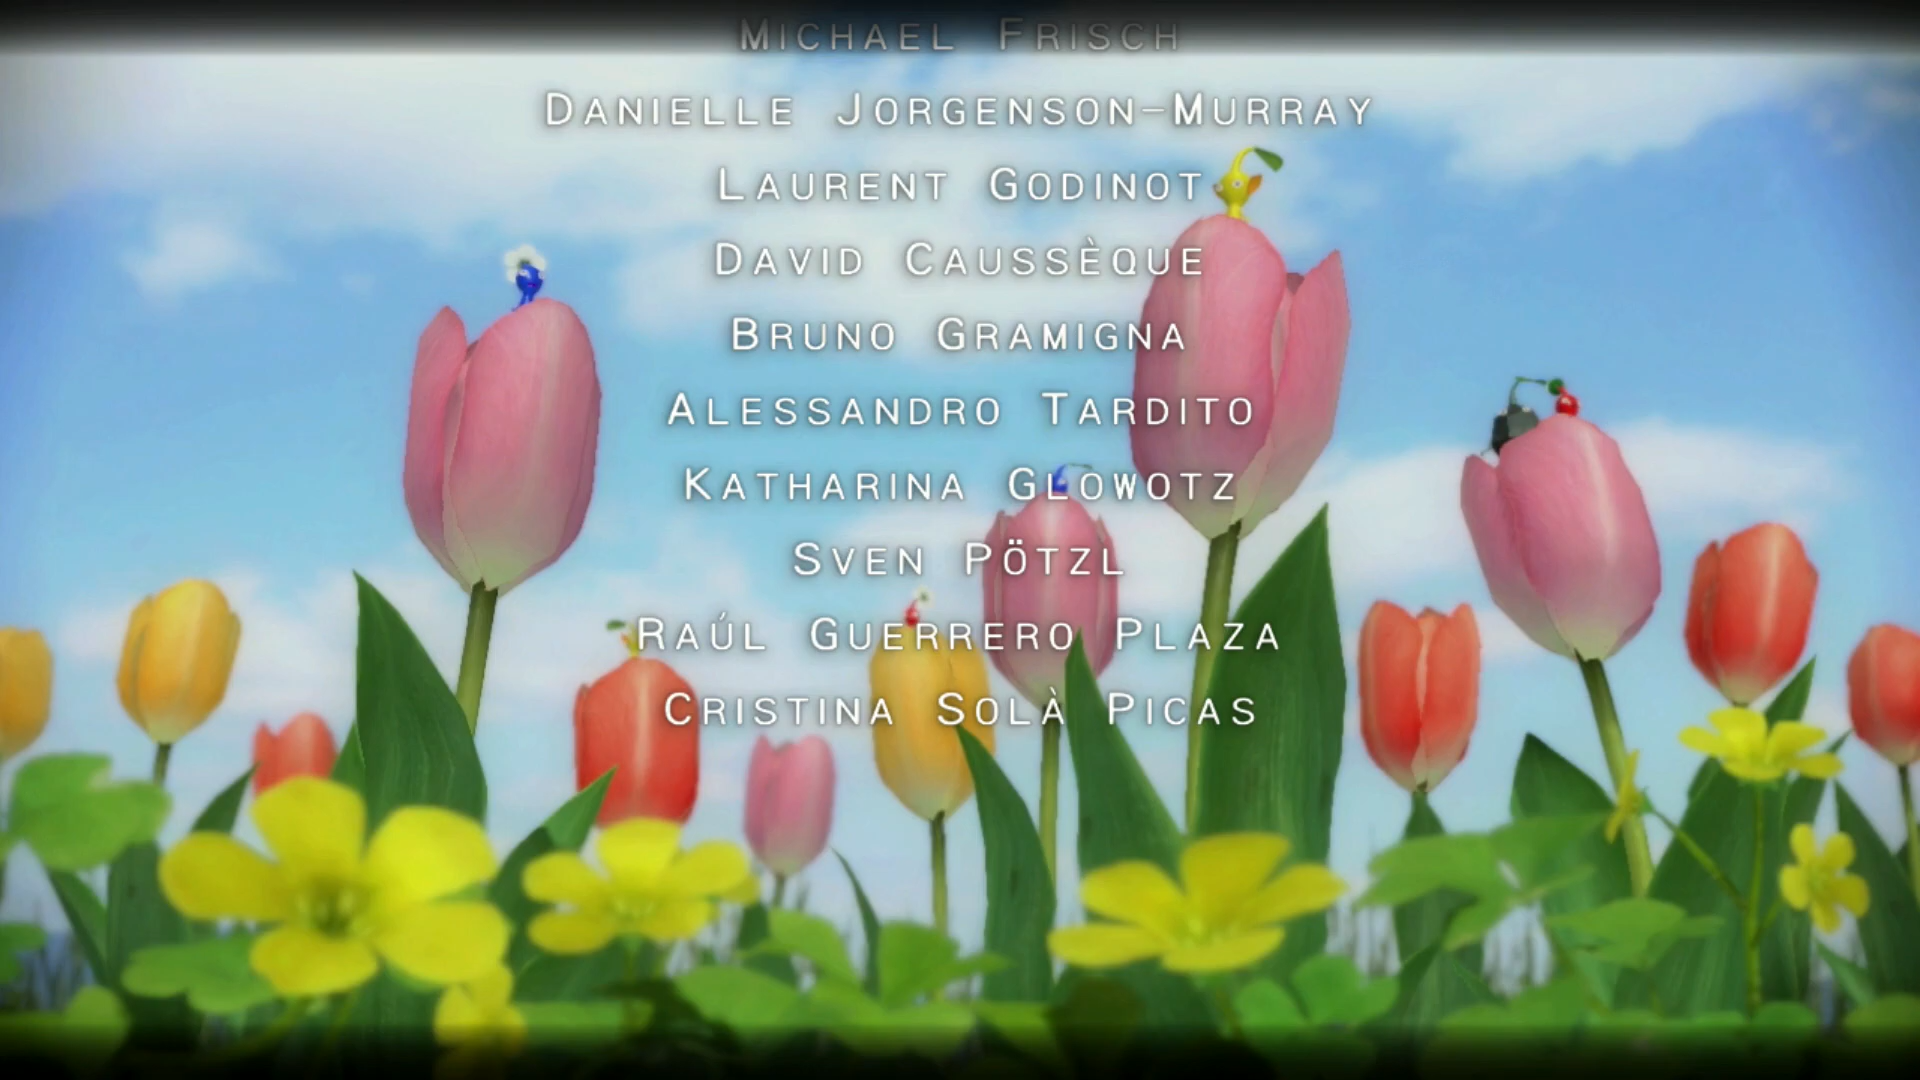 Michael Frisch
Danielle Jorgenson-Murray
Laurent Godinot
David Caussèque
Bruno Gramigna
Alessandro Tardito
Katharina Glowotz
Sven Pötzl
Raúl Guerrero Plaza
Cristina Solà Picas